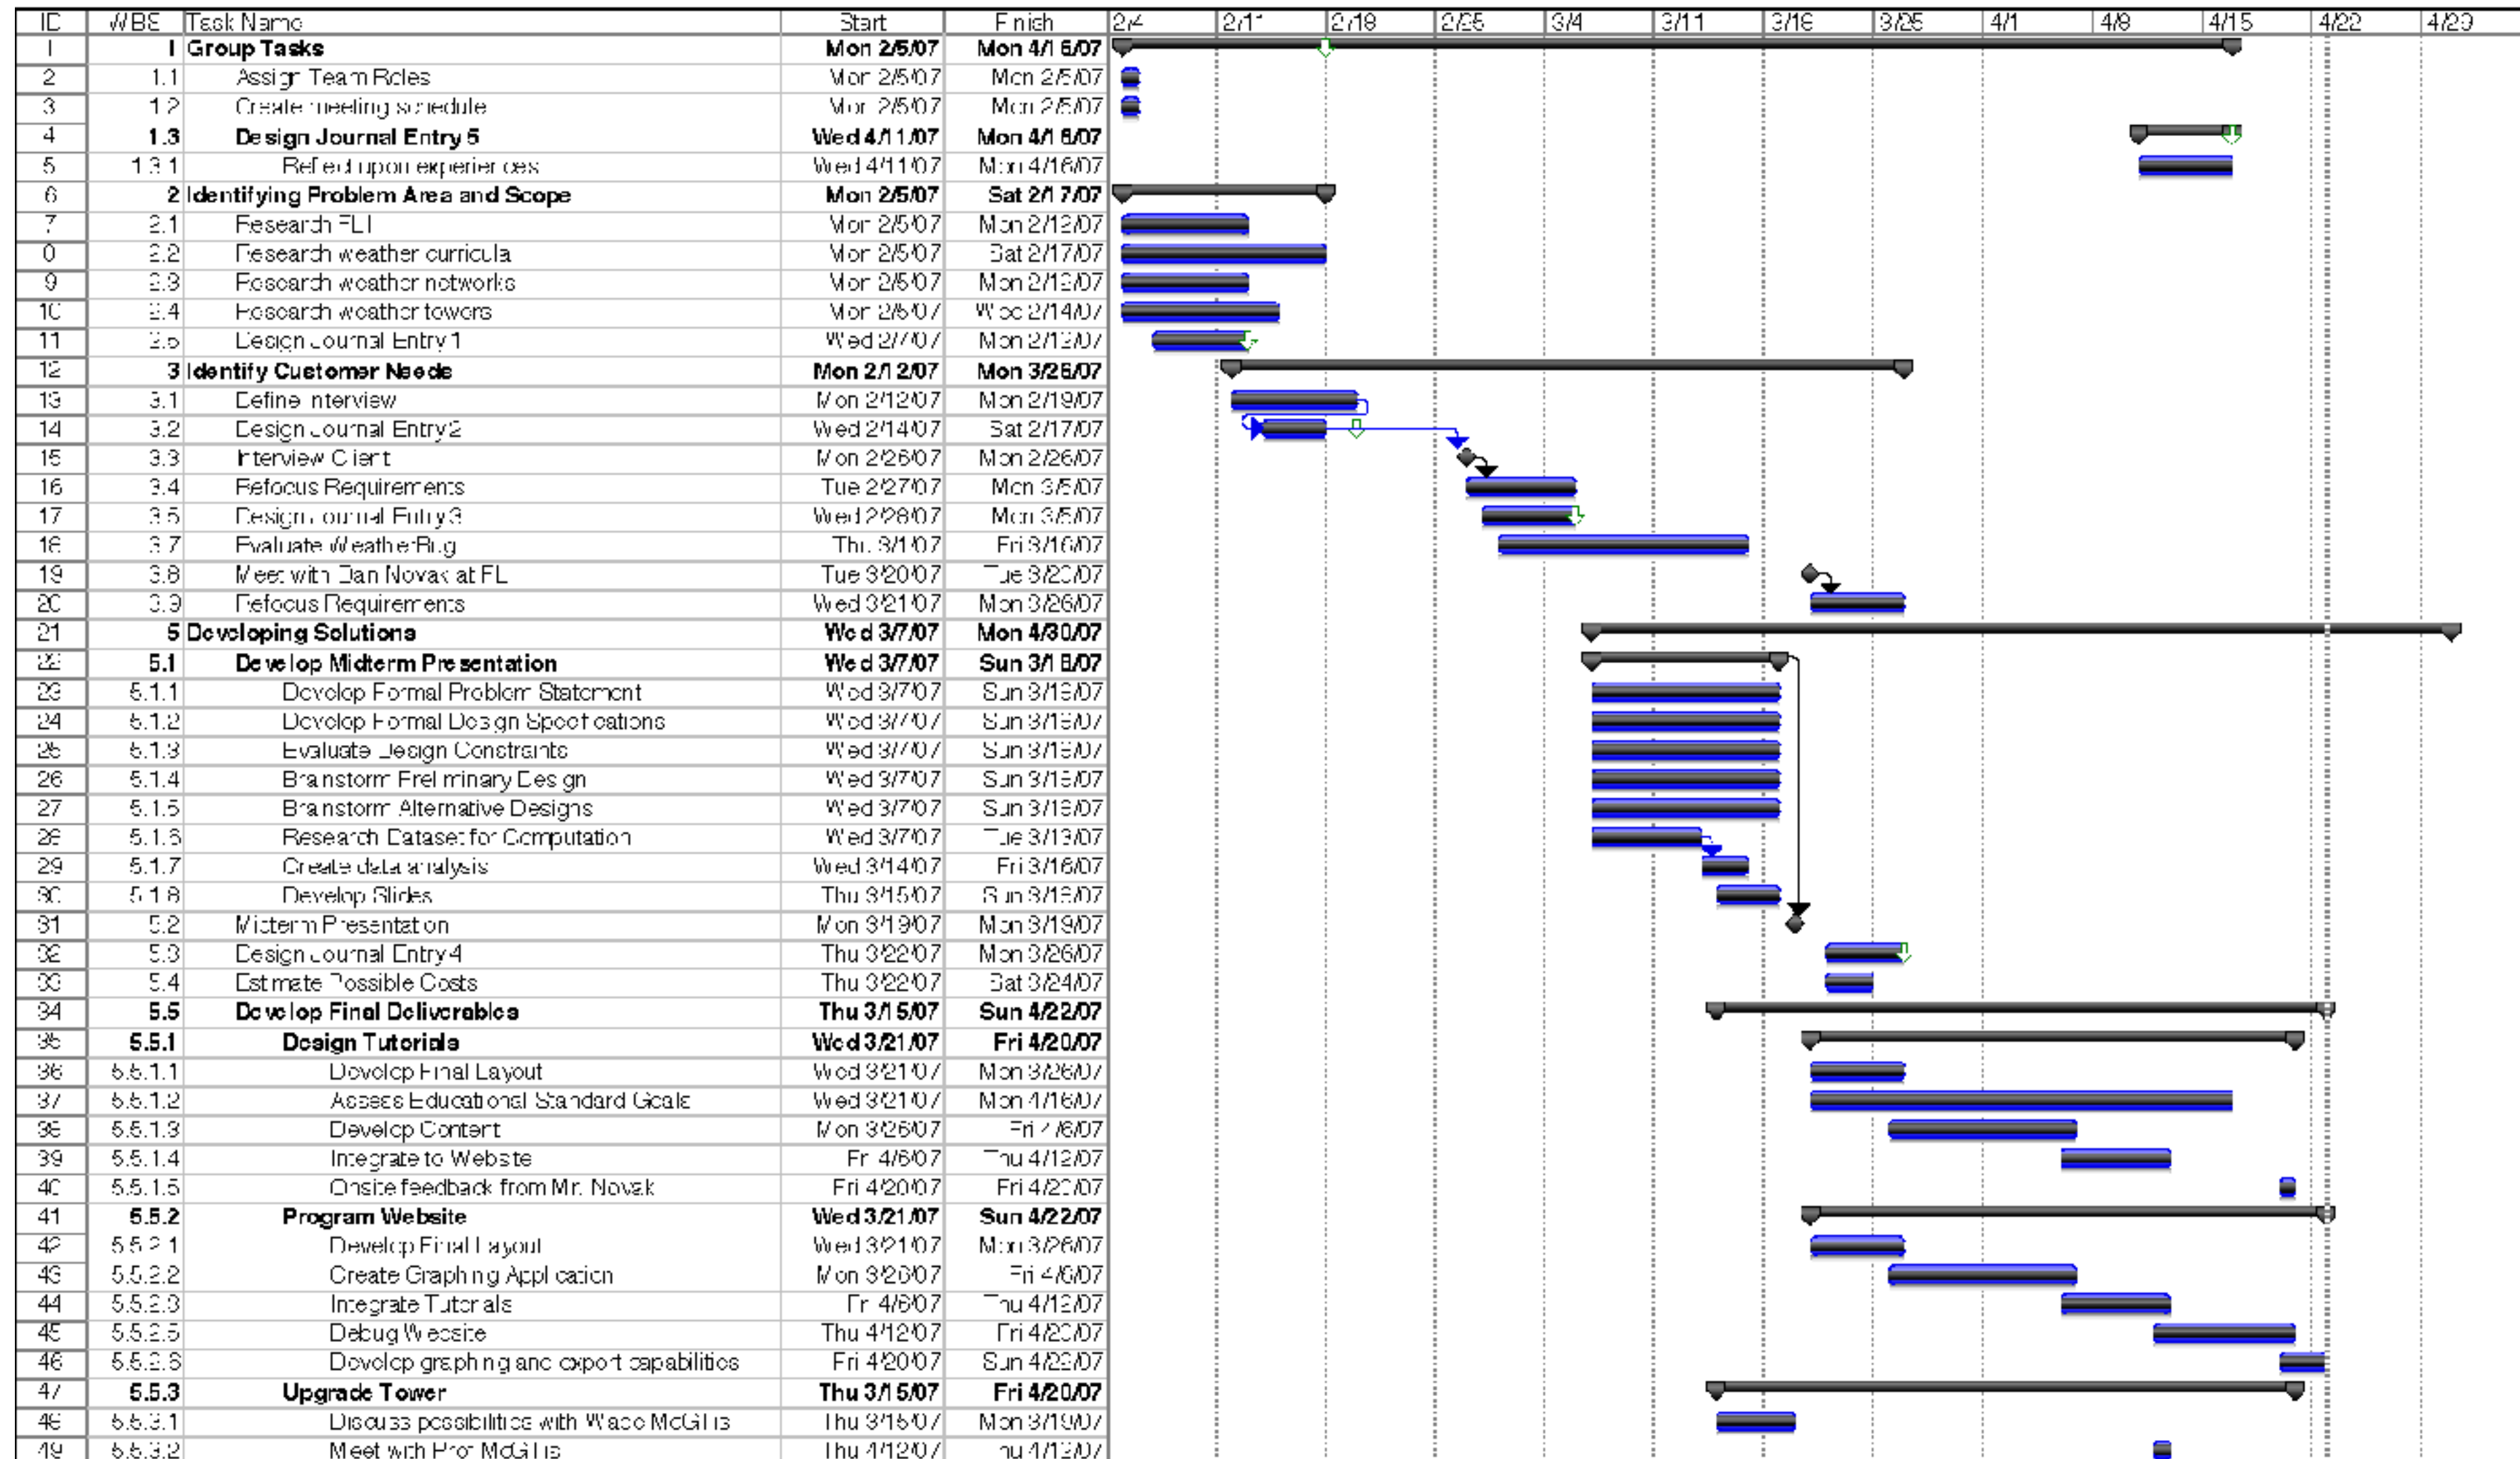 ID WBS Task Name Start Finish 2/4 2/11 2/18 2/25 3/4 3/11 3/18 3/25 4/1 4/8 4/15 4/22 4/29
1 1 Group Tasks Mon 2/5/07 Mon 4/16/07
2 1.1 Assign Team Roles Mon 2/5/07 Mon 2/5/07
3 1.2 Create meeting schedule Mon 2/5/07 Mon 2/5/07
4 1.3 Design Journal Entry 5 Wed 4/11/07 Mon 4/16/07
5 1.3.1 Reflect upon experiences Wed 4/11/07 Mon 4/16/07
6 2 Identifying Problem Area and Scope Mon 2/5/07 Sat 2/17/07
7 2.1 Research FLI Mon 2/5/07 Mon 2/12/07
8 2.2 Research weather curricula Mon 2/5/07 Sat 2/17/07
9 2.3 Research weather networks Mon 2/5/07 Mon 2/12/07
10 2.4 Research weather towers Mon 2/5/07 Wed 2/14/07
11 2.5 Design Journal Entry 1 Wed 2/7/07 Mon 2/12/07
12 3 Identify Customer Needs Mon 2/12/07 Mon 3/26/07
13 3.1 Define Interview Mon 2/12/07 Mon 2/19/07
14 3.2 Design Journal Entry 2 Wed 2/14/07 Sat 2/17/07
15 3.3 Interview Client Mon 2/26/07 Mon 2/26/07
16 3.4 Refocus Requirements Tue 2/27/07 Mon 3/5/07
17 3.5 Design Journal Entry 3 Wed 2/28/07 Mon 3/5/07
18 3.7 Evaluate WeatherBug Thu 3/1/07 Fri 3/16/07
19 3.8 Meet with Dan Novak at FL Tue 3/20/07 Tue 3/20/07
20 3.9 Refocus Requirements Wed 3/21/07 Mon 3/26/07
21 5 Developing Solutions Wed 3/7/07 Mon 4/30/07
22 5.1 Develop Midterm Presentation Wed 3/7/07 Sun 3/18/07
23 5.1.1 Develop Formal Problem Statement Wed 3/7/07 Sun 3/18/07
24 5.1.2 Develop Formal Design Specifications Wed 3/7/07 Sun 3/18/07
25 5.1.3 Evaluate Design Constraints Wed 3/7/07 Sun 3/18/07
26 5.1.4 Brainstorm Preliminary Design Wed 3/7/07 Sun 3/18/07
27 5.1.5 Brainstorm Alternative Designs Wed 3/7/07 Sun 3/18/07
28 5.1.6 Research Dataset for Computation Wed 3/7/07 Tue 3/13/07
29 5.1.7 Create data analysis Wed 3/14/07 Fri 3/16/07
30 5.1.8 Develop Slides Thu 3/15/07 Sun 3/18/07
31 5.2 Midterm Presentation Mon 3/19/07 Mon 3/19/07
32 5.3 Design Journal Entry 4 Thu 3/22/07 Mon 3/26/07
33 5.4 Estimate Possible Costs Thu 3/22/07 Sat 3/24/07
34 5.5 Develop Final Deliverables Thu 3/15/07 Sun 4/22/07
35 5.5.1 Design Tutorials Wed 3/21/07 Fri 4/20/07
36 5.5.1.1 Develop Final Layout Wed 3/21/07 Mon 3/26/07
37 5.5.1.2 Assess Educational Standard Goals Wed 3/21/07 Mon 4/16/07
38 5.5.1.3 Develop Content Mon 3/26/07 Fri 4/6/07
39 5.5.1.4 Integrate to Website Fri 4/6/07 Thu 4/12/07
40 5.5.1.5 Onsite feedback from Mr. Novak Fri 4/20/07 Fri 4/20/07
41 5.5.2 Program Website Wed 3/21/07 Sun 4/22/07
42 5.5.2.1 Develop Final Layout Wed 3/21/07 Mon 3/26/07
43 5.5.2.2 Create Graphing Application Mon 3/26/07 Fri 4/6/07
44 5.5.2.3 Integrate Tutorials Fri 4/6/07 Thu 4/12/07
45 5.5.2.5 Debug Website Thu 4/12/07 Fri 4/20/07
46 5.5.2.6 Develop graphing and export capabilities Fri 4/20/07 Sun 4/22/07
47 5.5.3 Upgrade Tower Thu 3/15/07 Fri 4/20/07
48 5.5.3.1 Discuss possibilities with Wade McGillis Thu 3/15/07 Mon 3/19/07
49 5.5.3.2 Meet with Prof McGillis Thu 4/12/07 Thu 4/12/07